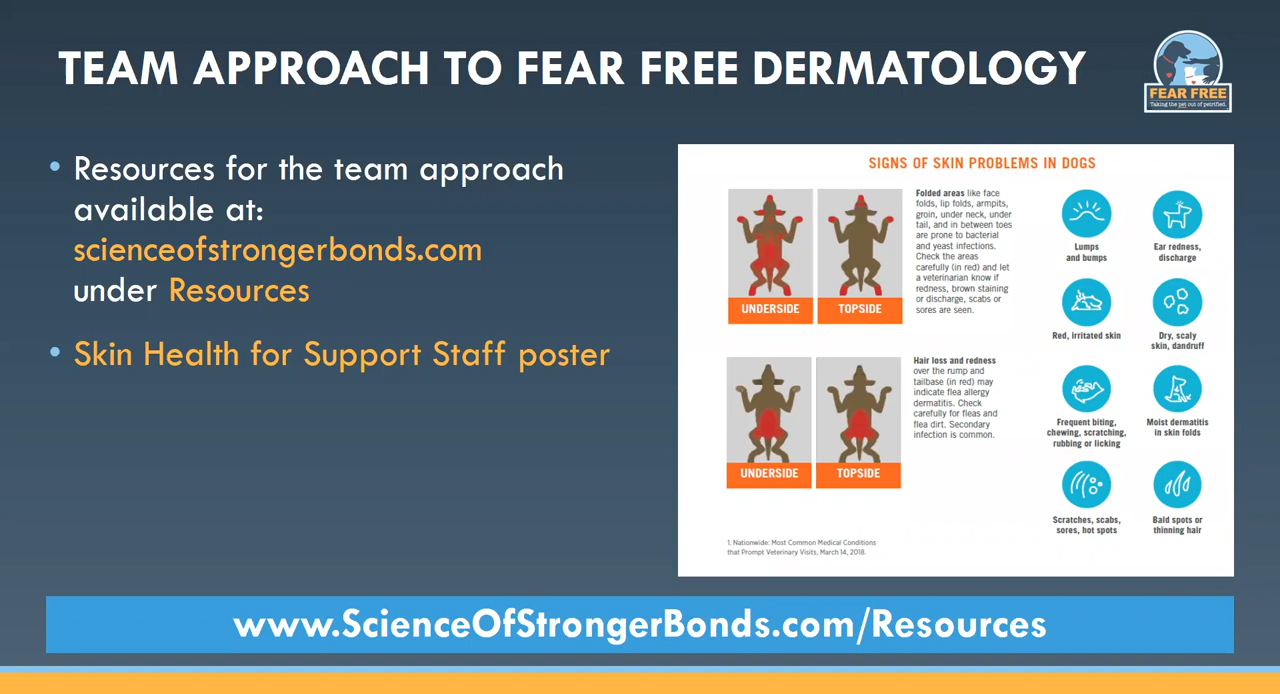 TEAM APPROACH TO FEAR FREE DERMATOLOGY
FEAR FREE
Taking the pet out of petrified.
• Resources for the team approach
available at:
scienceofstrongerbonds.com
under Resources
• Skin Health for Support Staff poster
SIGNS OF SKIN PROBLEMS IN DOGS
UNDERSIDE
TOPSIDE
Folded areas like face
folds, lip folds, armpits,
groin, under neck, under
tail, and in between toes
are prone to bacterial
and yeast infections.
Check the areas
carefully (in red) and let
a veterinarian know if
redness, brown staining
or discharge, scabs or
sores are seen.
UNDERSIDE
TOPSIDE
Hair loss and redness
over the rump and
tailbase (in red) may
indicate flea allergy
dermatitis. Check
carefully for fleas and
flea dirt. Secondary
infection is common.
Lumps
and bumps
Ear redness,
discharge
Red, irritated skin
Dry, scaly
skin, dandruff
Frequent biting,
chewing, scratching,
rubbing or licking
Moist dermatitis
in skin folds
Scratches, scabs,
sores, hot spots
Bald spots or
thinning hair
1. Nationwide: Most Common Medical Conditions
that Prompt Veterinary Visits, March 14, 2018.
www.ScienceOfStrongerBonds.com/Resources